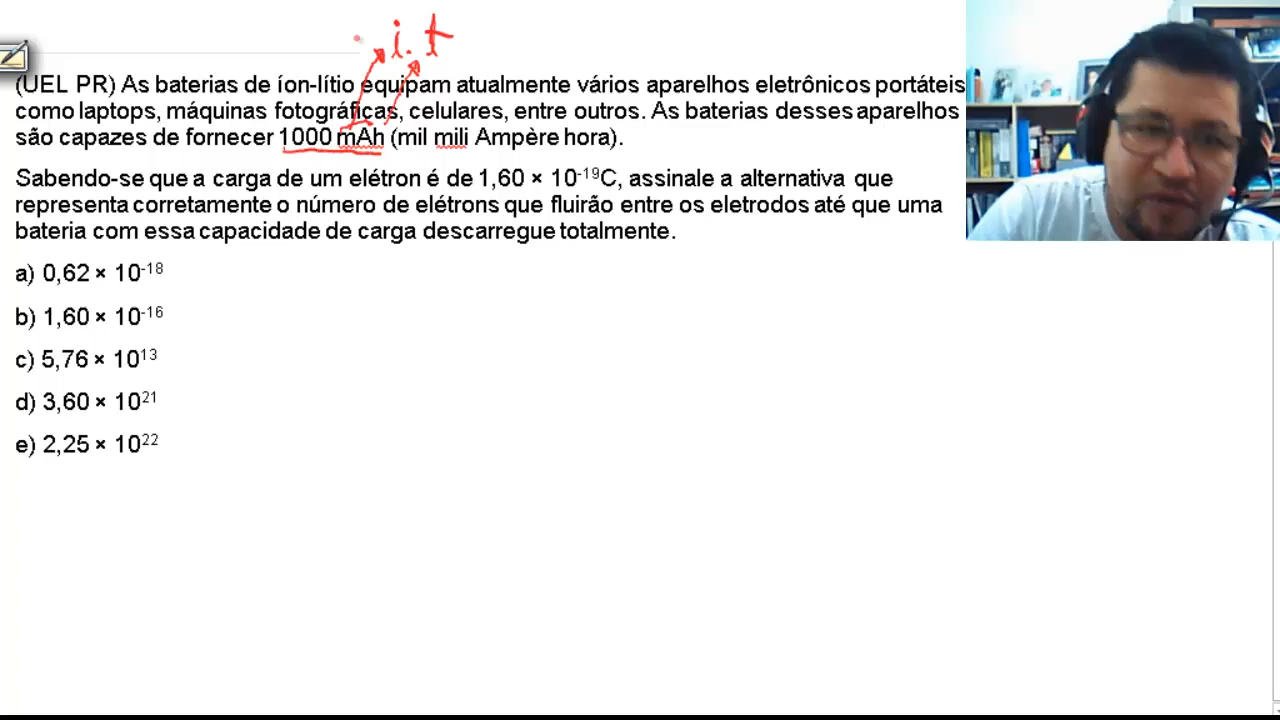 i. t
(UEL PR) As baterias de íon-lítio equipam atualmente vários aparelhos eletrônicos portáteis
como laptops, máquinas fotográficas, celulares, entre outros. As baterias desses aparelhos
são capazes de fornecer 1000 mAh (mil mili Ampère hora).
Sabendo-se que a carga de um elétron é de 1,60 × 10⁻¹⁹C, assinale a alternativa que
representa corretamente o número de elétrons que fluirão entre os eletrodos até que uma
bateria com essa capacidade de carga descarregue totalmente.
a) 0,62 × 10⁻¹⁸
b) 1,60 × 10⁻¹⁶
c) 5,76 × 10¹³
d) 3,60 × 10²¹
e) 2,25 × 10²²